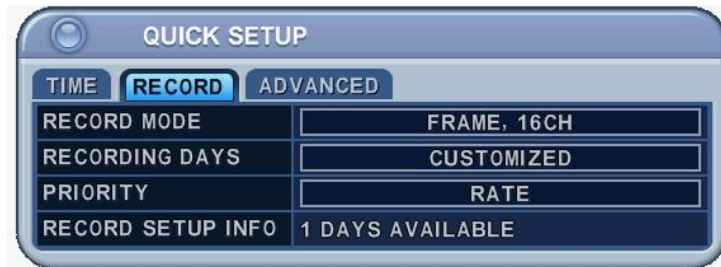 QUICK SETUP
TIME RECORD ADVANCED
RECORD MODE FRAME, 16CH
RECORDING DAYS CUSTOMIZED
PRIORITY RATE
RECORD SETUP INFO 1 DAYS AVAILABLE